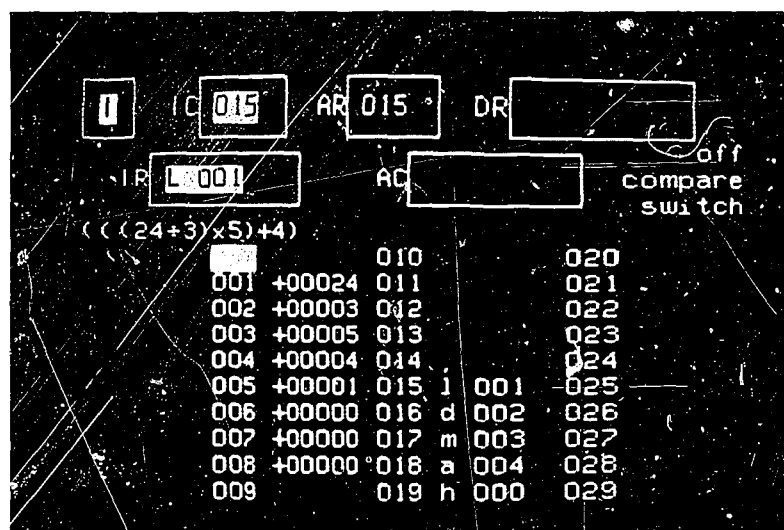 I IC 015 AR 015 DR
off
IR L 001 AC compare
switch
(((24÷3)×5)+4)
010 020
001 +00024 011 021
002 +00003 012 022
003 +00005 013 023
004 +00004 014 024
005 +00001 015 l 001 025
006 +00000 016 d 002 026
007 +00000 017 m 003 027
008 +00000 018 a 004 028
009 019 h 000 029